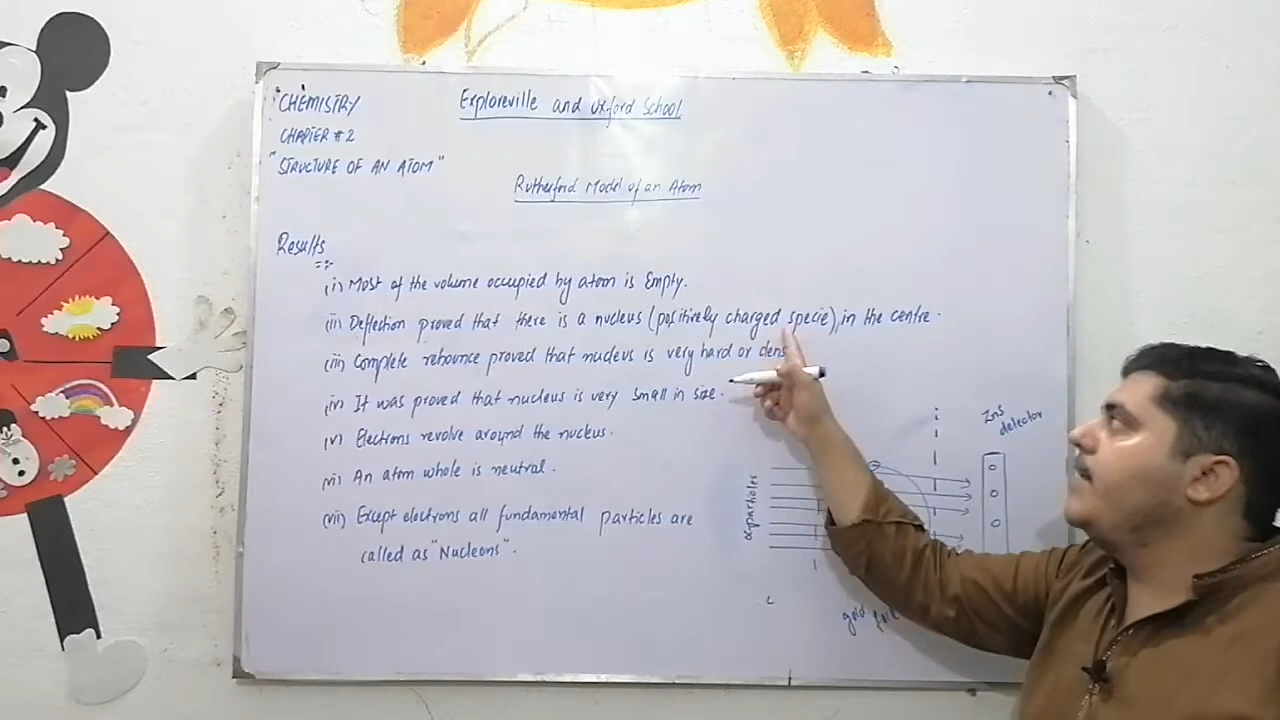 CHEMISTRY
Exploreville and Oxford School
CHAPTER #2
"STRUCTURE OF AN ATOM"
Rutherford Model of an Atom
Results
(i) Most of the volume occupied by atom is Empty.
(ii) Deflection proved that there is a nucleus (positively charged specie), in the centre.
(iii) Complete rebounce proved that nucleus is very hard or dens
(iv) It was proved that nucleus is very small in size.
(v) Electrons revolve around the nucleus.
(vi) An atom whole is neutral.
(vii) Except electrons all fundamental particles are
called as "Nucleons".
ZnS
detector
α-particles
gold